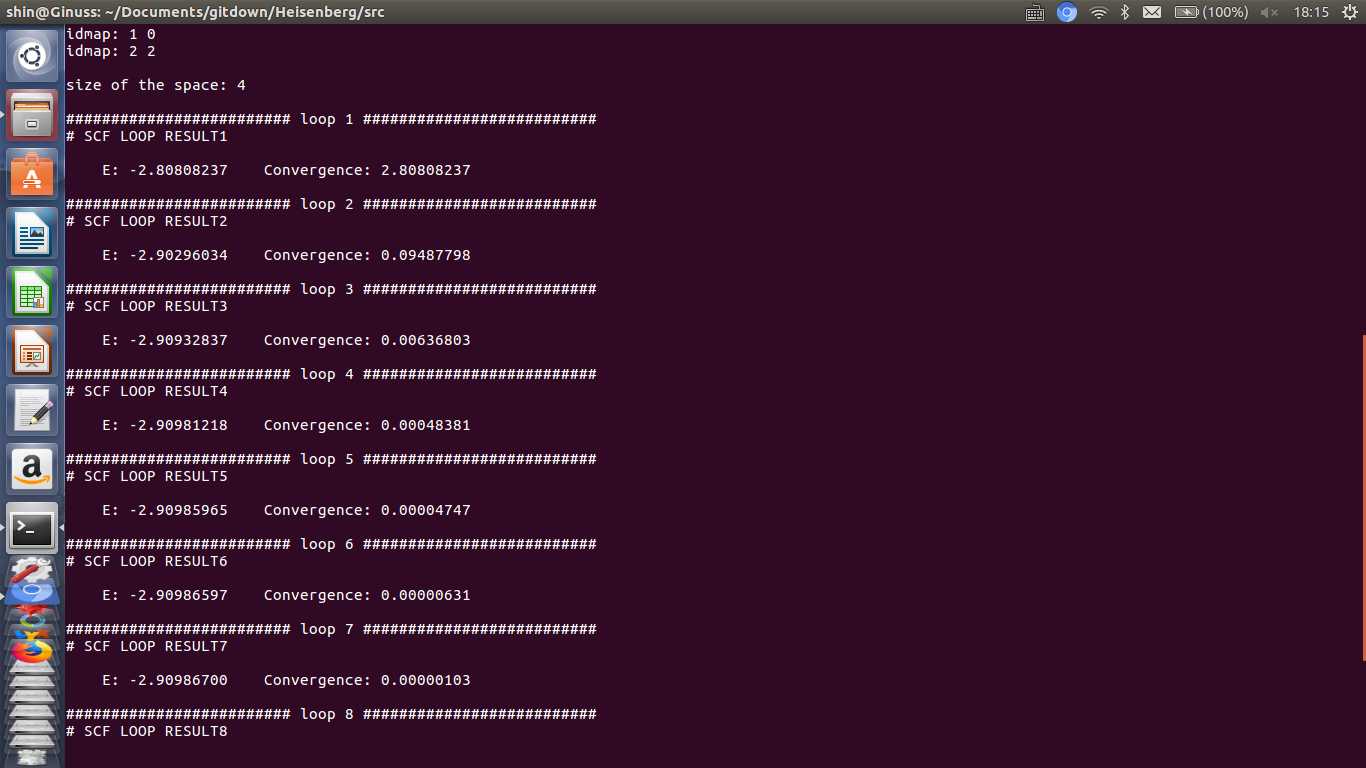 shin@Ginuss: ~/Documents/gitdown/Heisenberg/src (100%) 18:15
idmap: 1 0
idmap: 2 2
size of the space: 4
######################### loop 1 ##########################
# SCF LOOP RESULT1
E: -2.80808237 Convergence: 2.80808237
######################### loop 2 ##########################
# SCF LOOP RESULT2
E: -2.90296034 Convergence: 0.09487798
######################### loop 3 ##########################
# SCF LOOP RESULT3
E: -2.90932837 Convergence: 0.00636803
######################### loop 4 ##########################
# SCF LOOP RESULT4
E: -2.90981218 Convergence: 0.00048381
######################### loop 5 ##########################
# SCF LOOP RESULT5
E: -2.90985965 Convergence: 0.00004747
######################### loop 6 ##########################
# SCF LOOP RESULT6
E: -2.90986597 Convergence: 0.00000631
######################### loop 7 ##########################
# SCF LOOP RESULT7
E: -2.90986700 Convergence: 0.00000103
######################### loop 8 ##########################
# SCF LOOP RESULT8